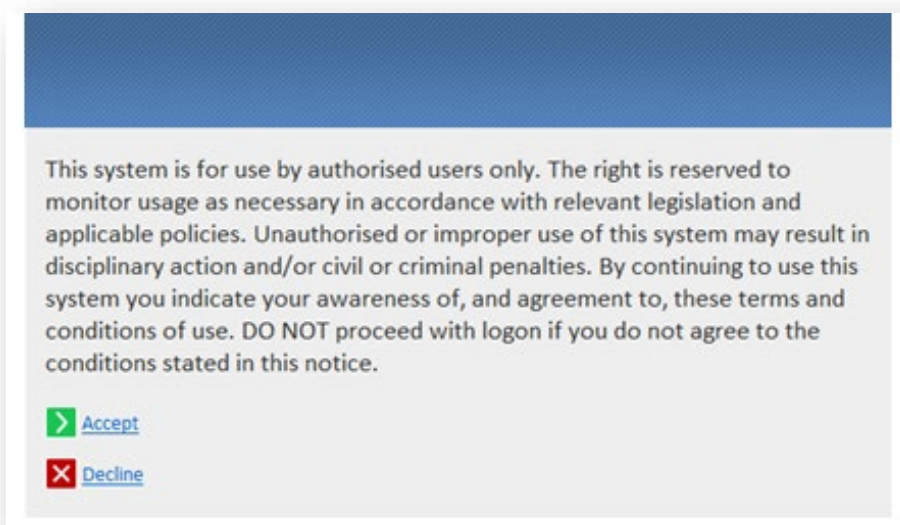 This system is for use by authorised users only. The right is reserved to
monitor usage as necessary in accordance with relevant legislation and
applicable policies. Unauthorised or improper use of this system may result in
disciplinary action and/or civil or criminal penalties. By continuing to use this
system you indicate your awareness of, and agreement to, these terms and
conditions of use. DO NOT proceed with logon if you do not agree to the
conditions stated in this notice.
Accept
Decline